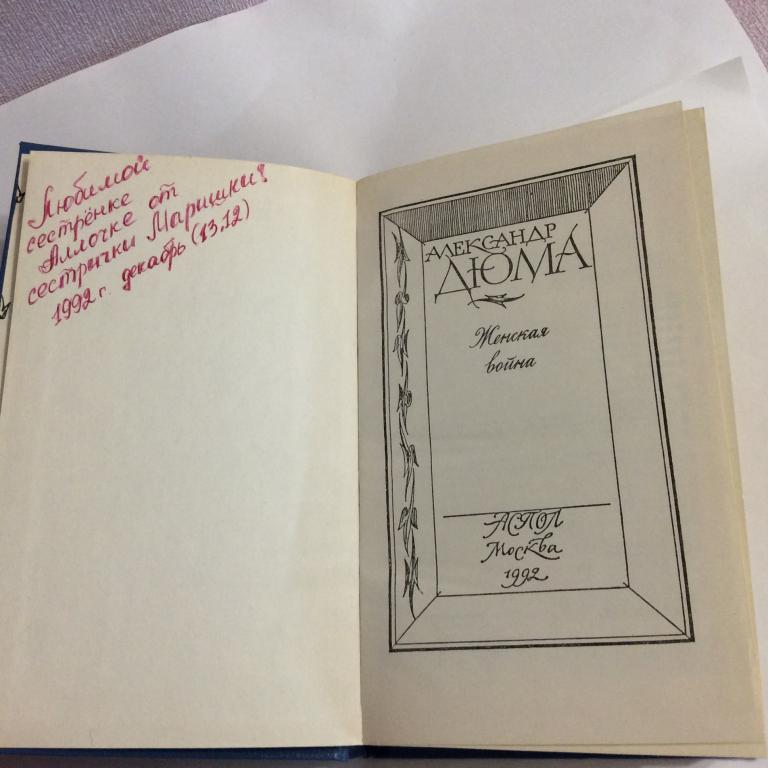 Любимой
сестрёнке
Аллочке от
сестрички Маришки!
1992 г. декабрь (13.12)
АЛЕКСАНДР
ДЮМА
Женская
война
АСПОЛ
Москва
1992